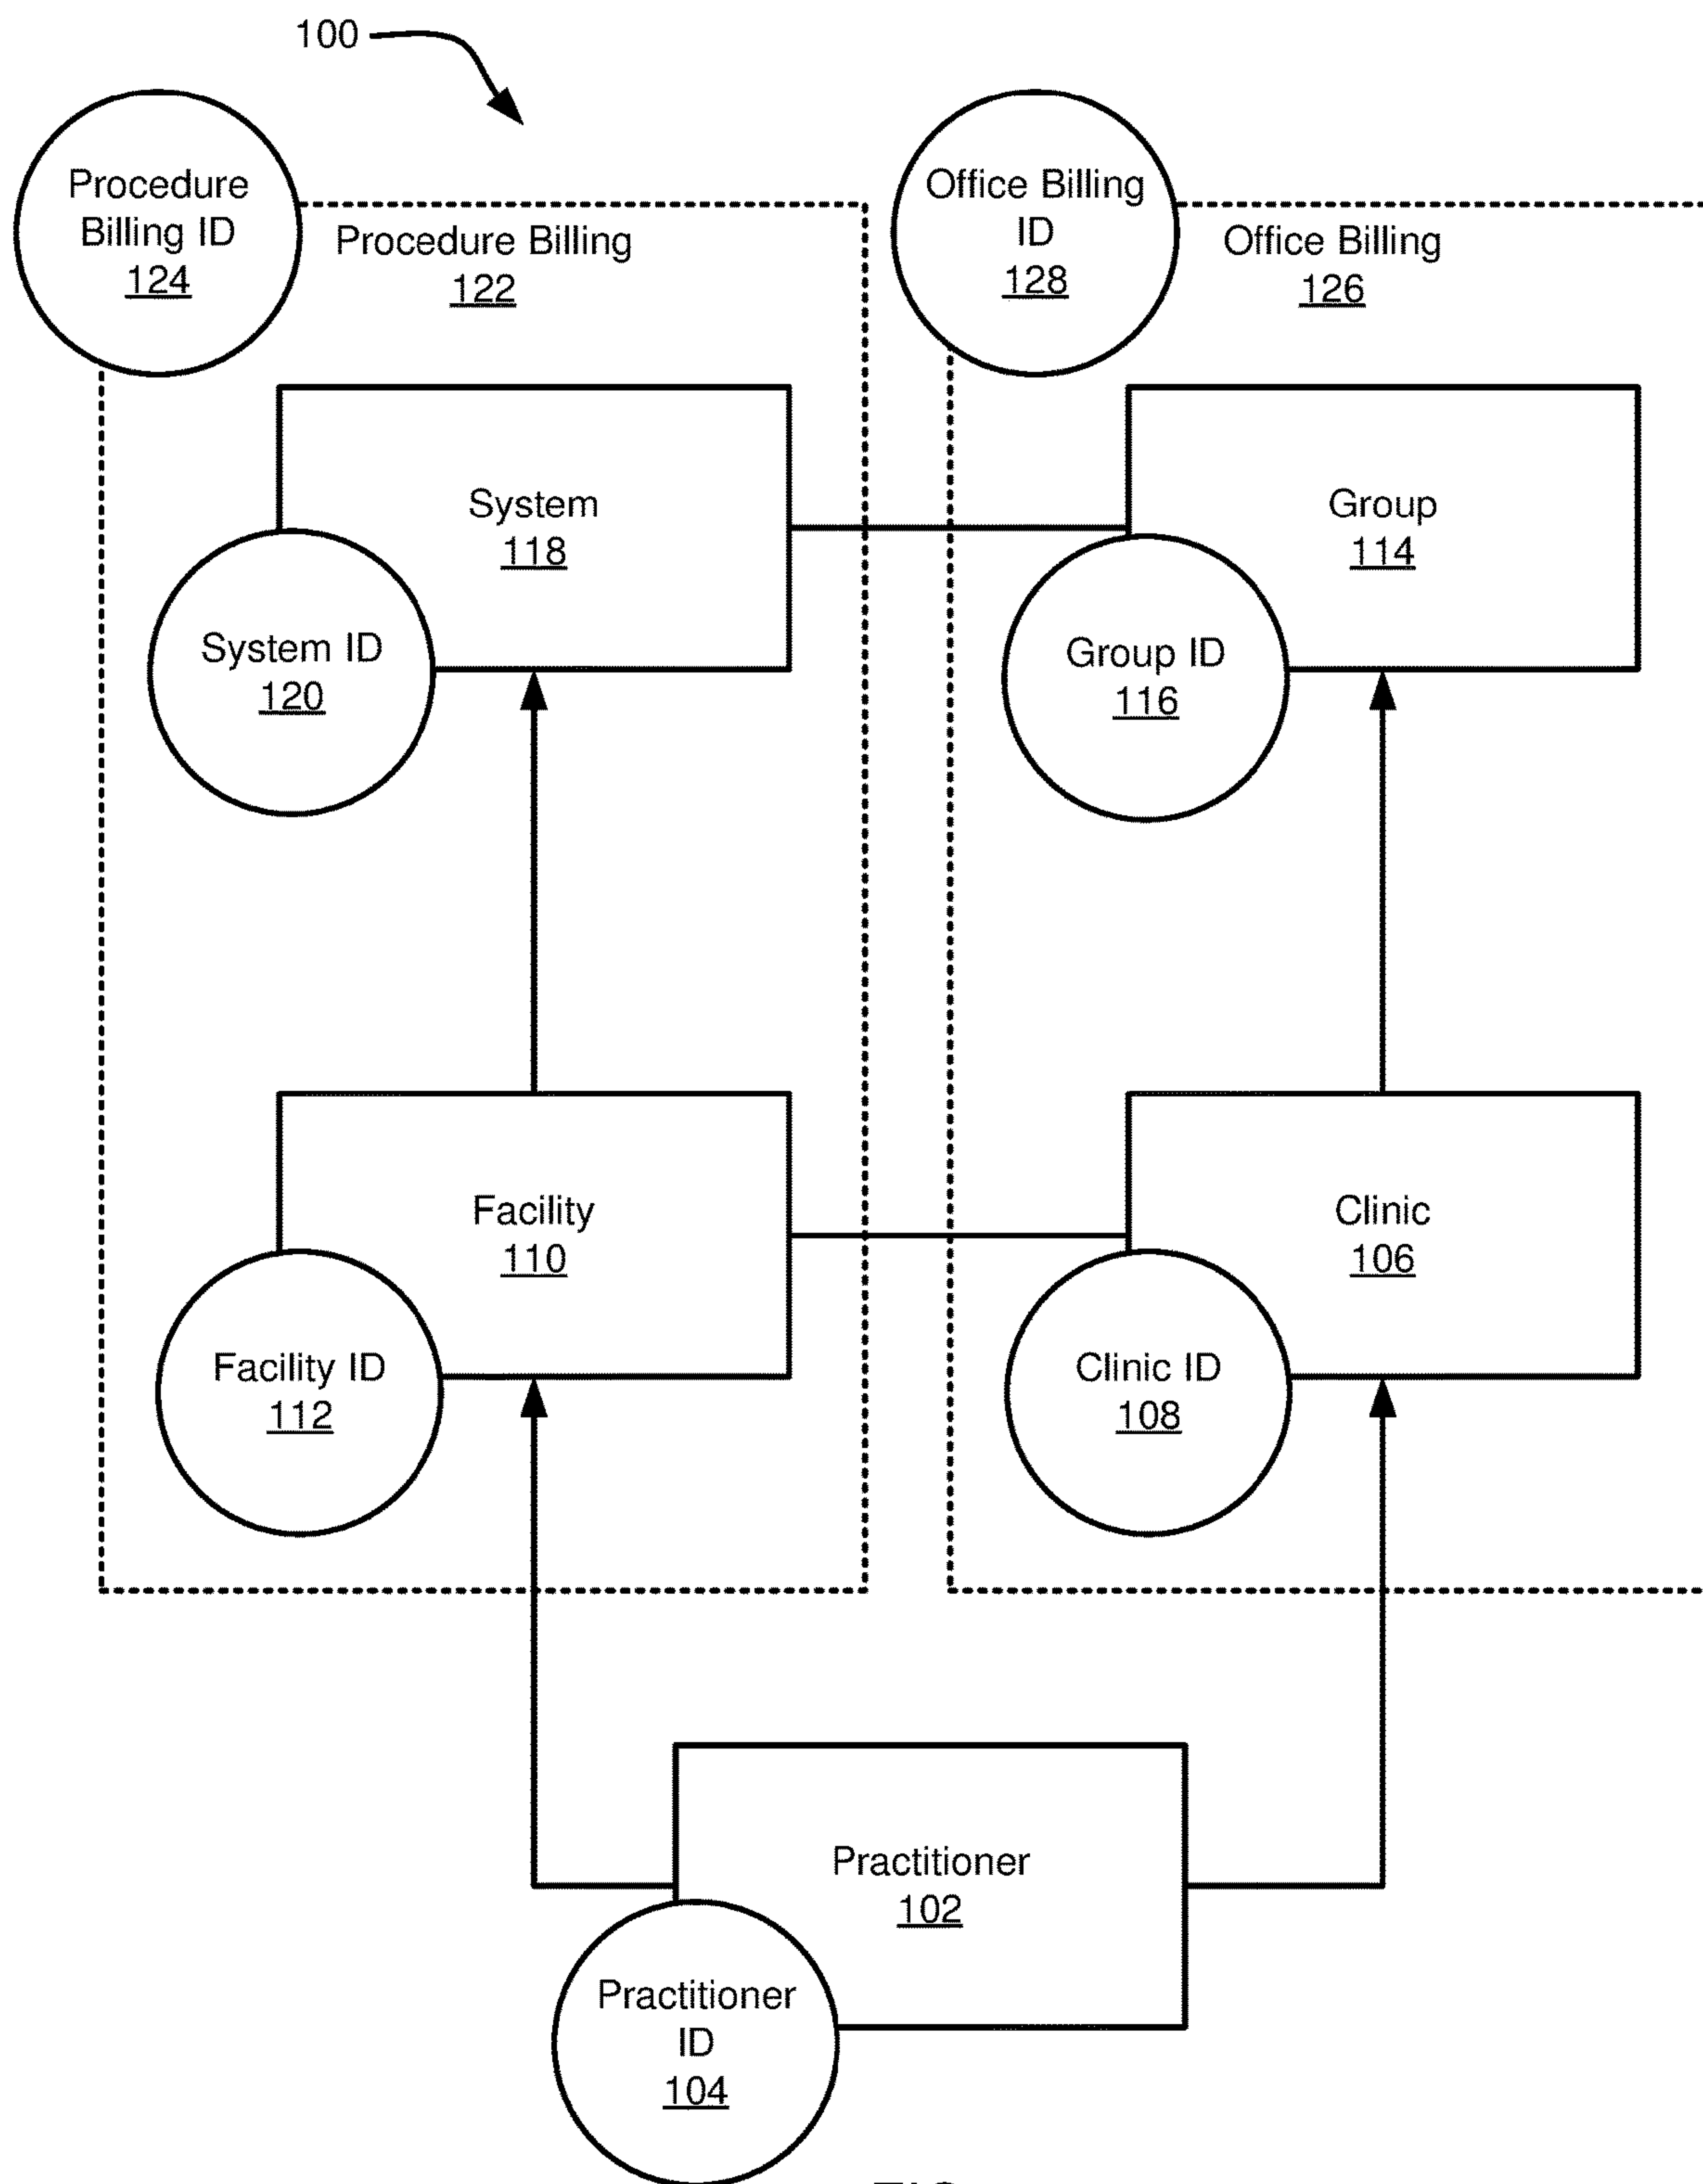 100
Procedure
Billing ID
124
Procedure Billing
122
Office Billing
ID
128
Office Billing
126
System
118
System ID
120
Group
114
Group ID
116
Facility
110
Facility ID
112
Clinic
106
Clinic ID
108
Practitioner
102
Practitioner
ID
104